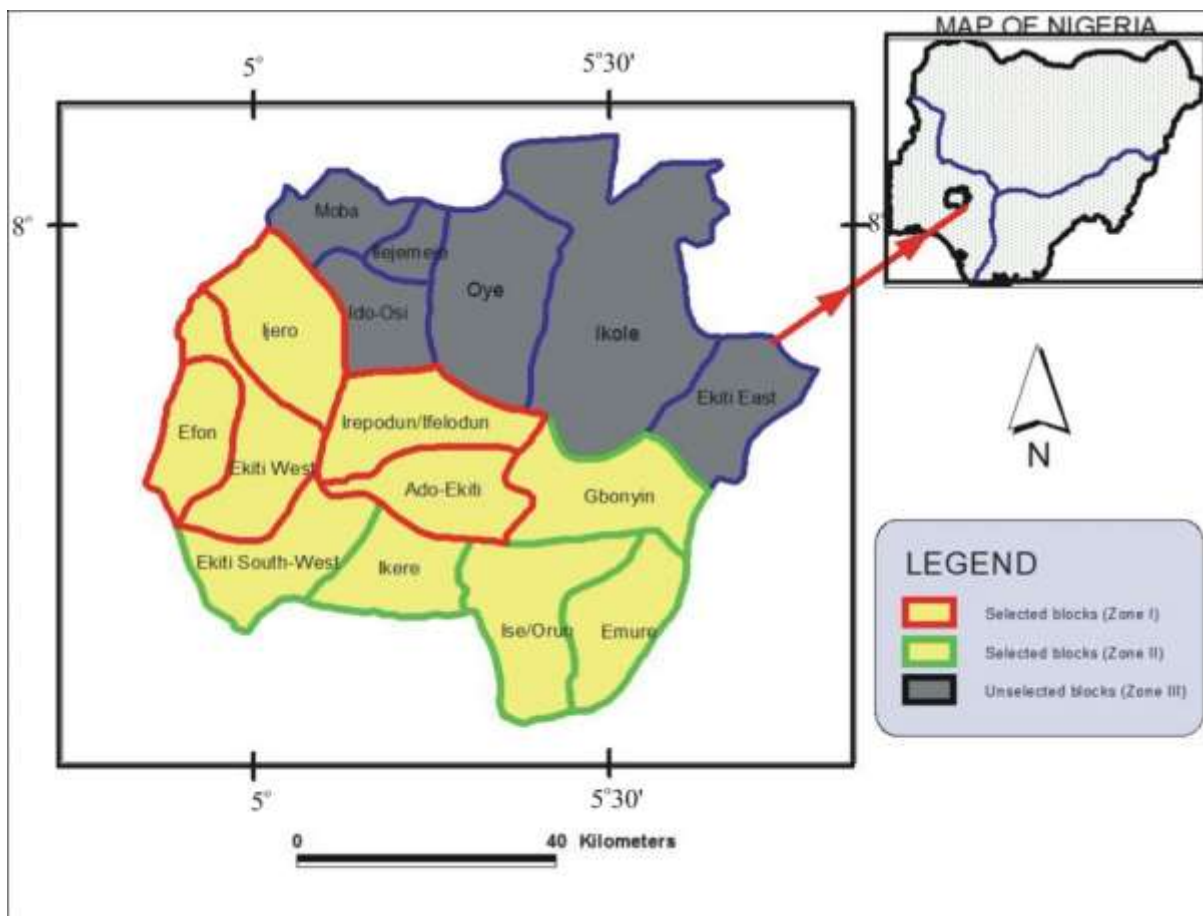 MAP OF NIGERIA
5°
5°30'
8°
8°
Moba
Ilejemeje
Oye
Ido-Osi
Ijero
Ikole
Ekiti East
Irepodun/Ifelodun
Efon
Ekiti West
Ado-Ekiti
Gbonyin
Ekiti South-West
Ikere
Ise/Orun
Emure
N
LEGEND
Selected blocks (Zone I)
Selected blocks (Zone II)
Unselected blocks (Zone III)
5°
5°30'
0 40 Kilometers